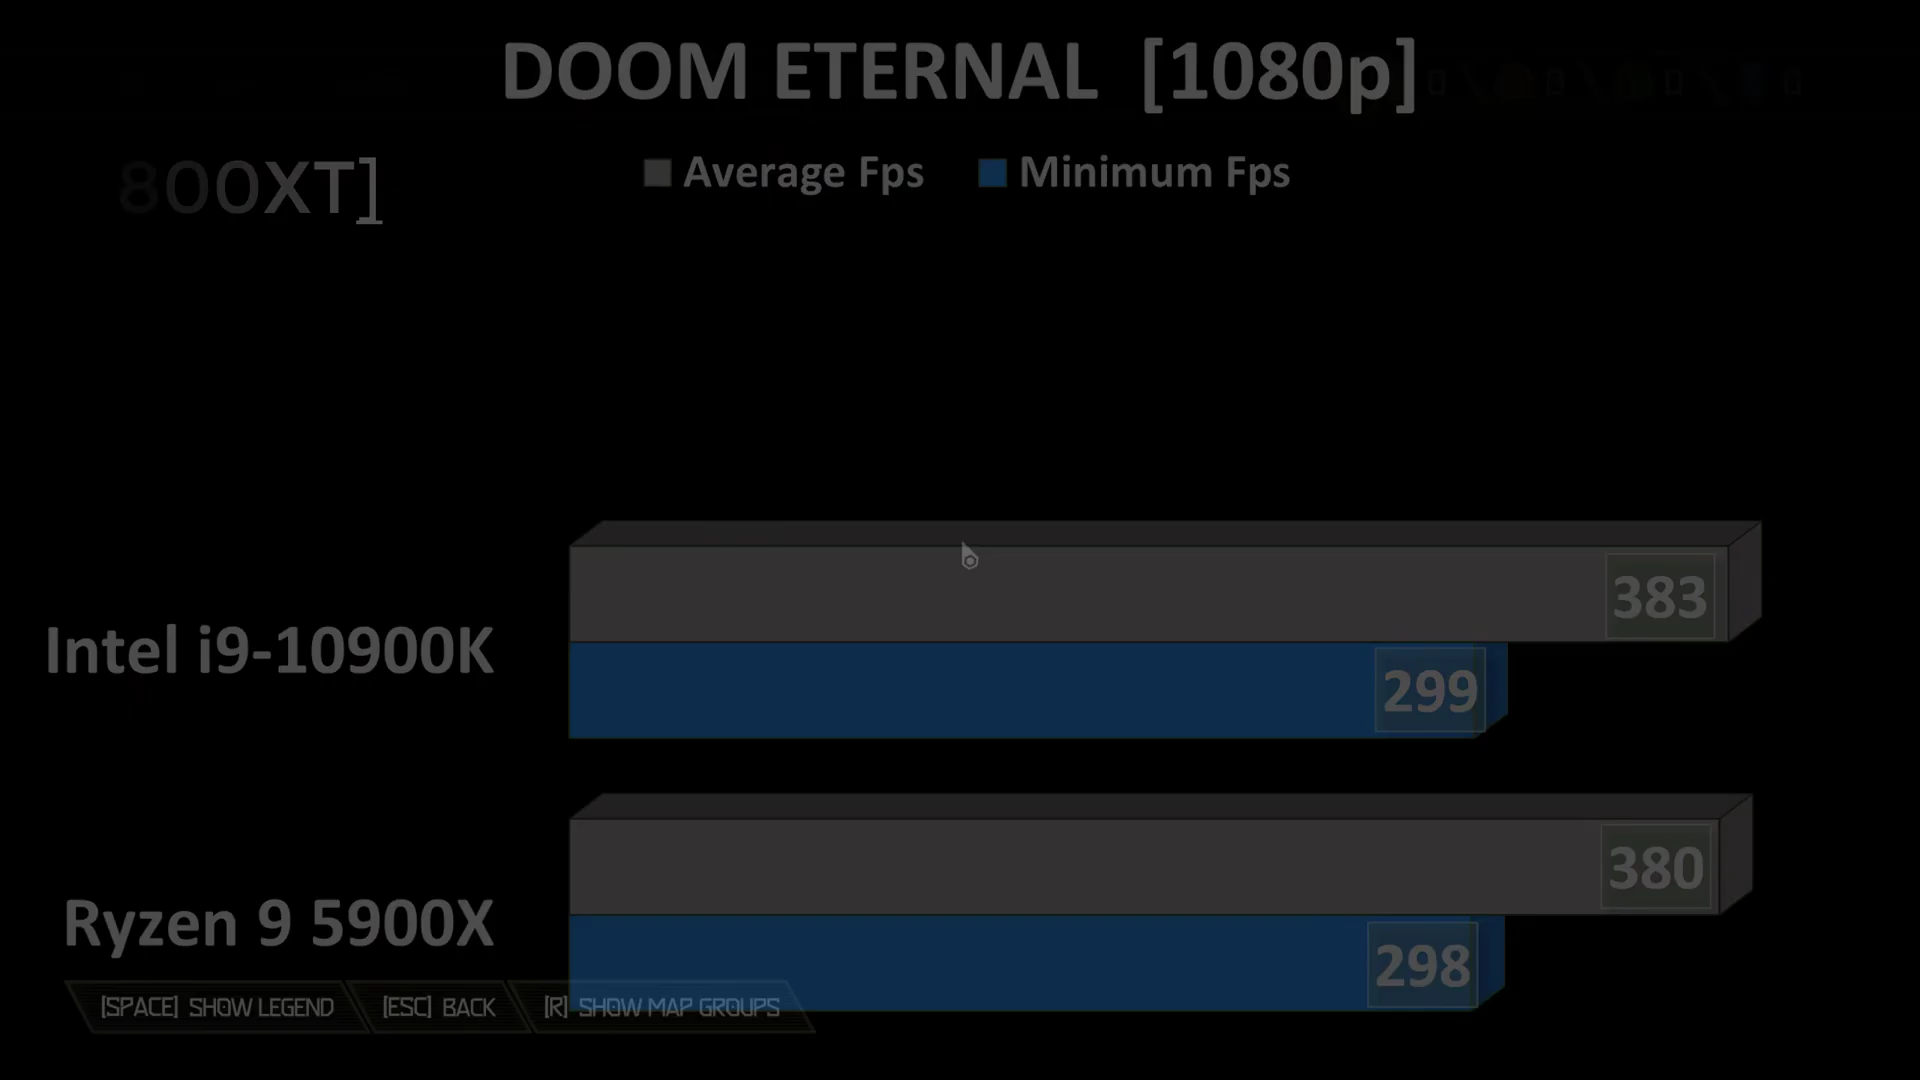 DOOM ETERNAL [1080p]
800XT]
Average Fps Minimum Fps
383
Intel i9-10900K
299
380
Ryzen 9 5900X
298
[SPACE] SHOW LEGEND [ESC] BACK [R] SHOW MAP GROUPS